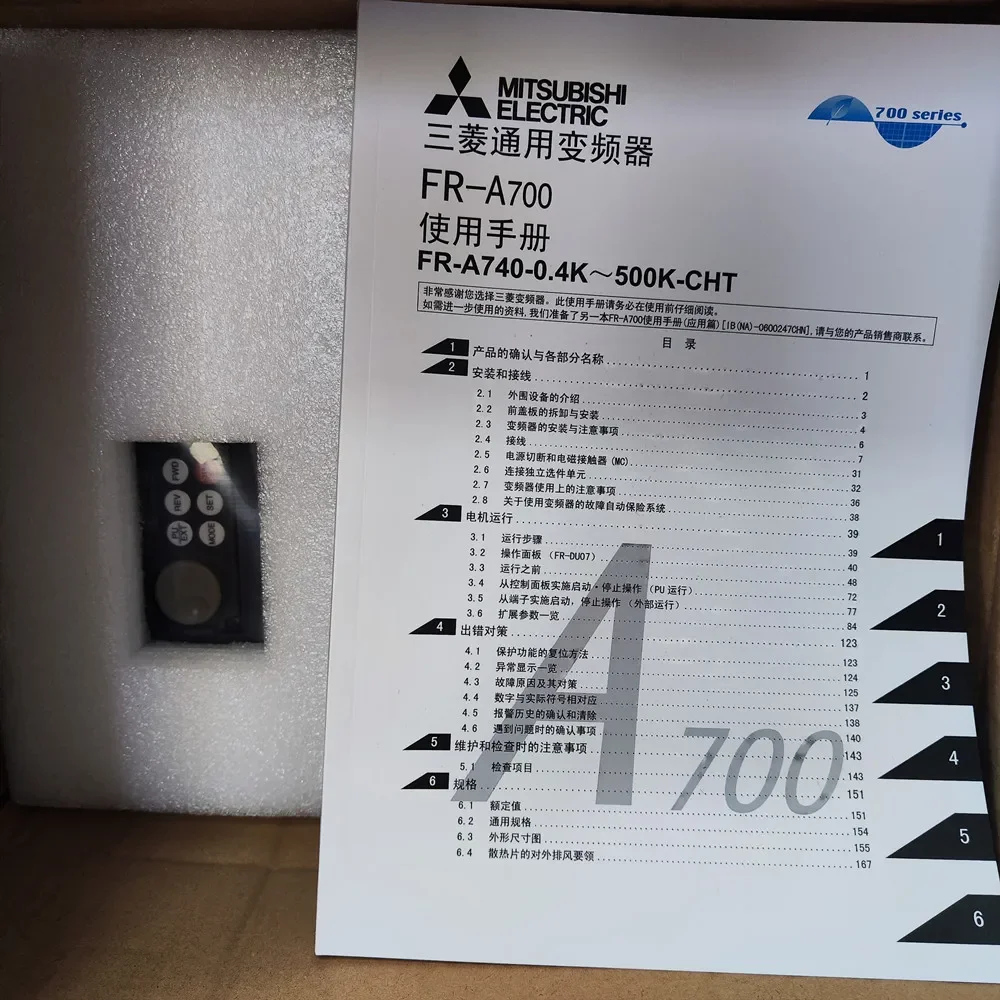 MITSUBISHI
ELECTRIC
700 series
三菱通用变频器
FR-A700
使用手册
FR-A740-0.4K～500K-CHT
非常感谢您选择三菱变频器。此使用手册请务必在使用前仔细阅读。
如需进一步使用的资料,我们准备了另一本FR-A700使用手册(应用篇)[IB(NA)-0600247CHN],请与您的产品销售商联系。
目 录
1 产品的确认与各部分名称 1
2 安装和接线 2
2.1 外围设备的介绍 3
2.2 前盖板的拆卸与安装 4
2.3 变频器的安装与注意事项 6
2.4 接线 7
2.5 电源切断和电磁接触器(MC) 31
2.6 连接独立选件单元 32
2.7 变频器使用上的注意事项 36
2.8 关于使用变频器的故障自动保险系统 38
3 电机运行 39
3.1 运行步骤 39
3.2 操作面板（FR-DU07） 40
3.3 运行之前 48
3.4 从控制面板实施启动·停止操作（PU运行） 72
3.5 从端子实施启动，停止操作（外部运行） 77
3.6 扩展参数一览 84
4 出错对策 123
4.1 保护功能的复位方法 123
4.2 异常显示一览 124
4.3 故障原因及其对策 125
4.4 数字与实际符号相对应 137
4.5 报警历史的确认和清除 138
4.6 遇到问题时的确认事项 140
5 维护和检查时的注意事项 143
5.1 检查项目 143
6 规格 151
6.1 额定值 151
6.2 通用规格 154
6.3 外形尺寸图 155
6.4 散热片的对外排风要领 167
A700
1
2
3
4
5
6
FWD
REV
SET
PU/EXT
MODE